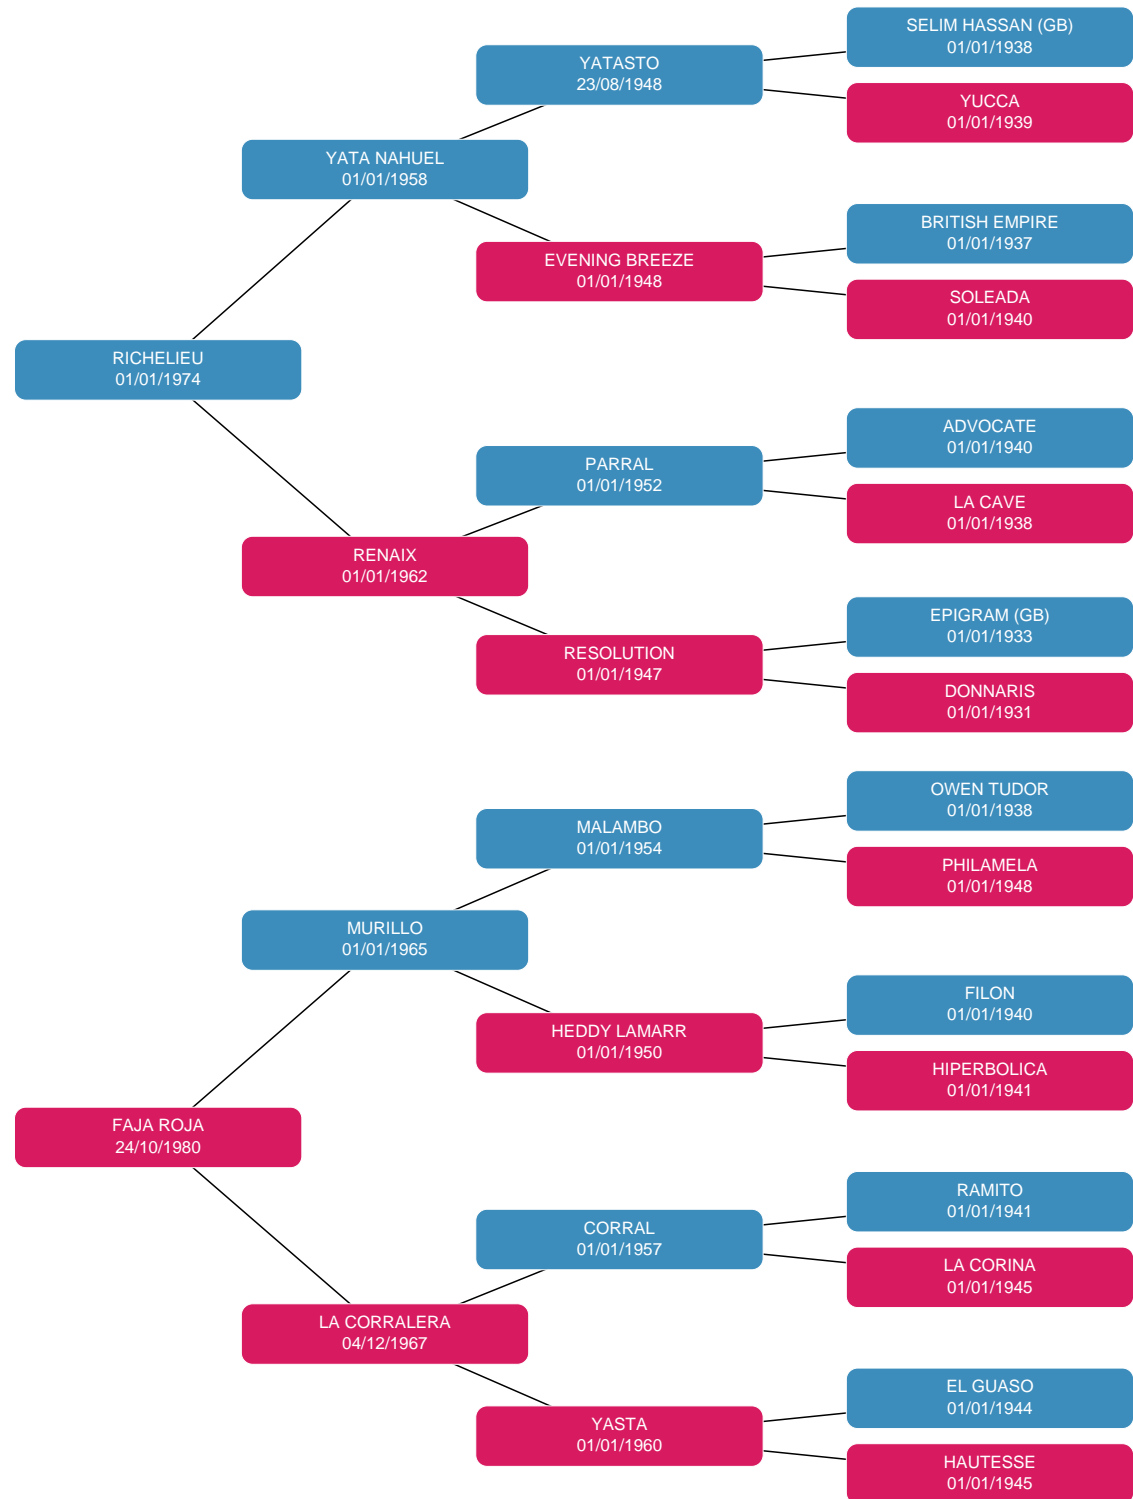 SELIM HASSAN (GB)
01/01/1938
YATASTO
23/08/1948
YUCCA
01/01/1939
YATA NAHUEL
01/01/1958
BRITISH EMPIRE
01/01/1937
EVENING BREEZE
01/01/1948
SOLEADA
01/01/1940
RICHELIEU
01/01/1974
ADVOCATE
01/01/1940
PARRAL
01/01/1952
LA CAVE
01/01/1938
RENAIX
01/01/1962
EPIGRAM (GB)
01/01/1933
RESOLUTION
01/01/1947
DONNARIS
01/01/1931
OWEN TUDOR
01/01/1938
MALAMBO
01/01/1954
PHILAMELA
01/01/1948
MURILLO
01/01/1965
FILON
01/01/1940
HEDDY LAMARR
01/01/1950
HIPERBOLICA
01/01/1941
FAJA ROJA
24/10/1980
RAMITO
01/01/1941
CORRAL
01/01/1957
LA CORINA
01/01/1945
LA CORRALERA
04/12/1967
EL GUASO
01/01/1944
YASTA
01/01/1960
HAUTESSE
01/01/1945